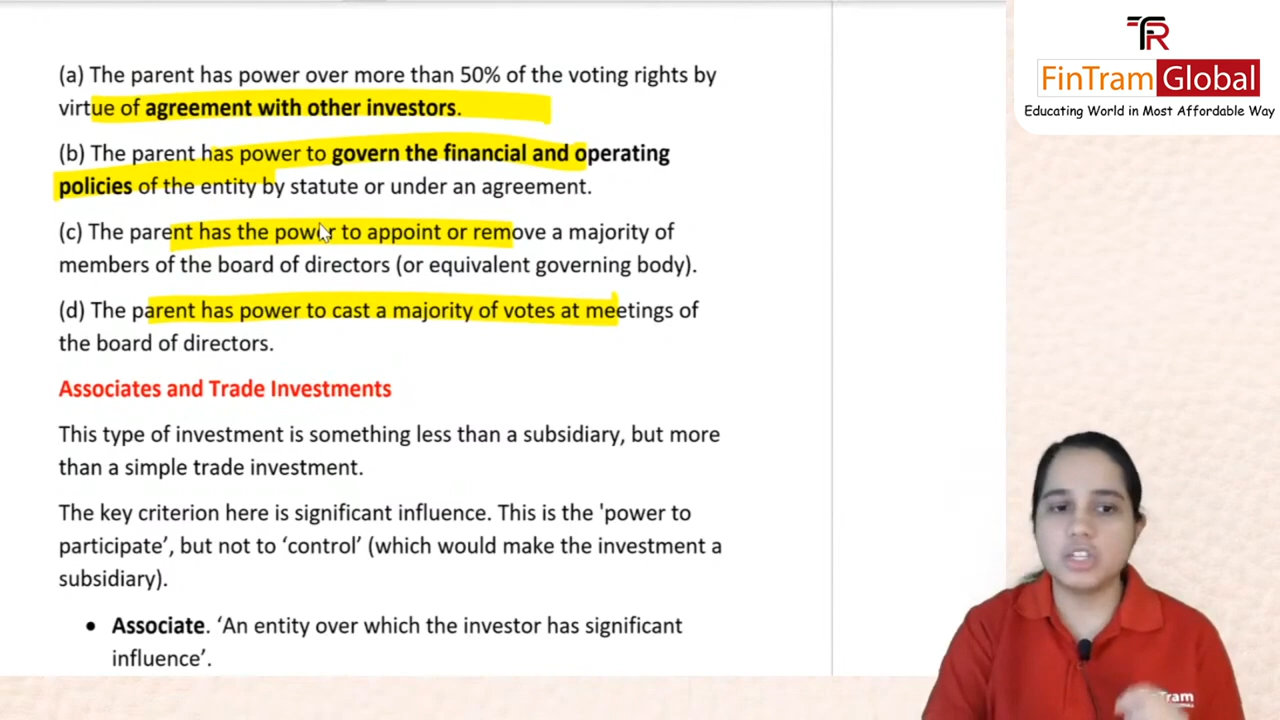 (a) The parent has power over more than 50% of the voting rights by
virtue of agreement with other investors.
(b) The parent has power to govern the financial and operating
policies of the entity by statute or under an agreement.
(c) The parent has the power to appoint or remove a majority of
members of the board of directors (or equivalent governing body).
(d) The parent has power to cast a majority of votes at meetings of
the board of directors.
Associates and Trade Investments
This type of investment is something less than a subsidiary, but more
than a simple trade investment.
The key criterion here is significant influence. This is the 'power to
participate’, but not to ‘control’ (which would make the investment a
subsidiary).
• Associate. ‘An entity over which the investor has significant
influence’.
FinTram Global
Educating World in Most Affordable Way